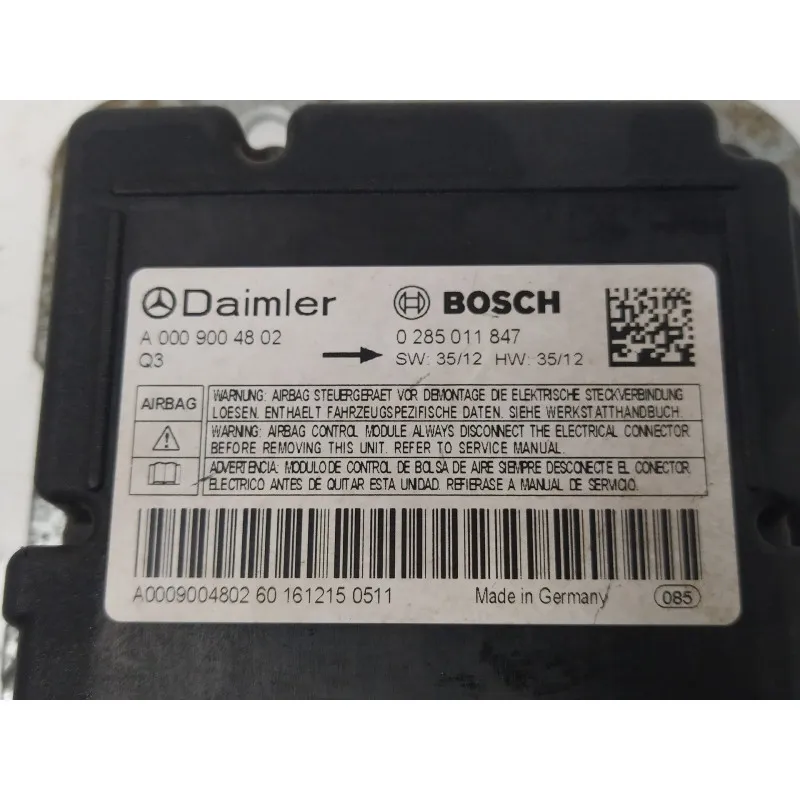 Daimler BOSCH
A 000 900 48 02 0 285 011 847
Q3 SW: 35/12 HW: 35/12
AIRBAG
WARNUNG: AIRBAG STEUERGERAET VOR DEMONTAGE DIE ELEKTRISCHE STECKVERBINDUNG
LOESEN. ENTHAELT FAHRZEUGSPEZIFISCHE DATEN. SIEHE WERKSTATTHANDBUCH.
WARNING: AIRBAG CONTROL MODULE ALWAYS DISCONNECT THE ELECTRICAL CONNECTOR
BEFORE REMOVING THIS UNIT. REFER TO SERVICE MANUAL.
ADVERTENCIA: MODULO DE CONTROL DE BOLSA DE AIRE SIEMPRE DESCONECTE EL CONECTOR
ELECTRICO ANTES DE QUITAR ESTA UNIDAD. REFIERASE A MANUAL DE SERVICIO.
A0009004802 60 161215 0511 Made in Germany 085